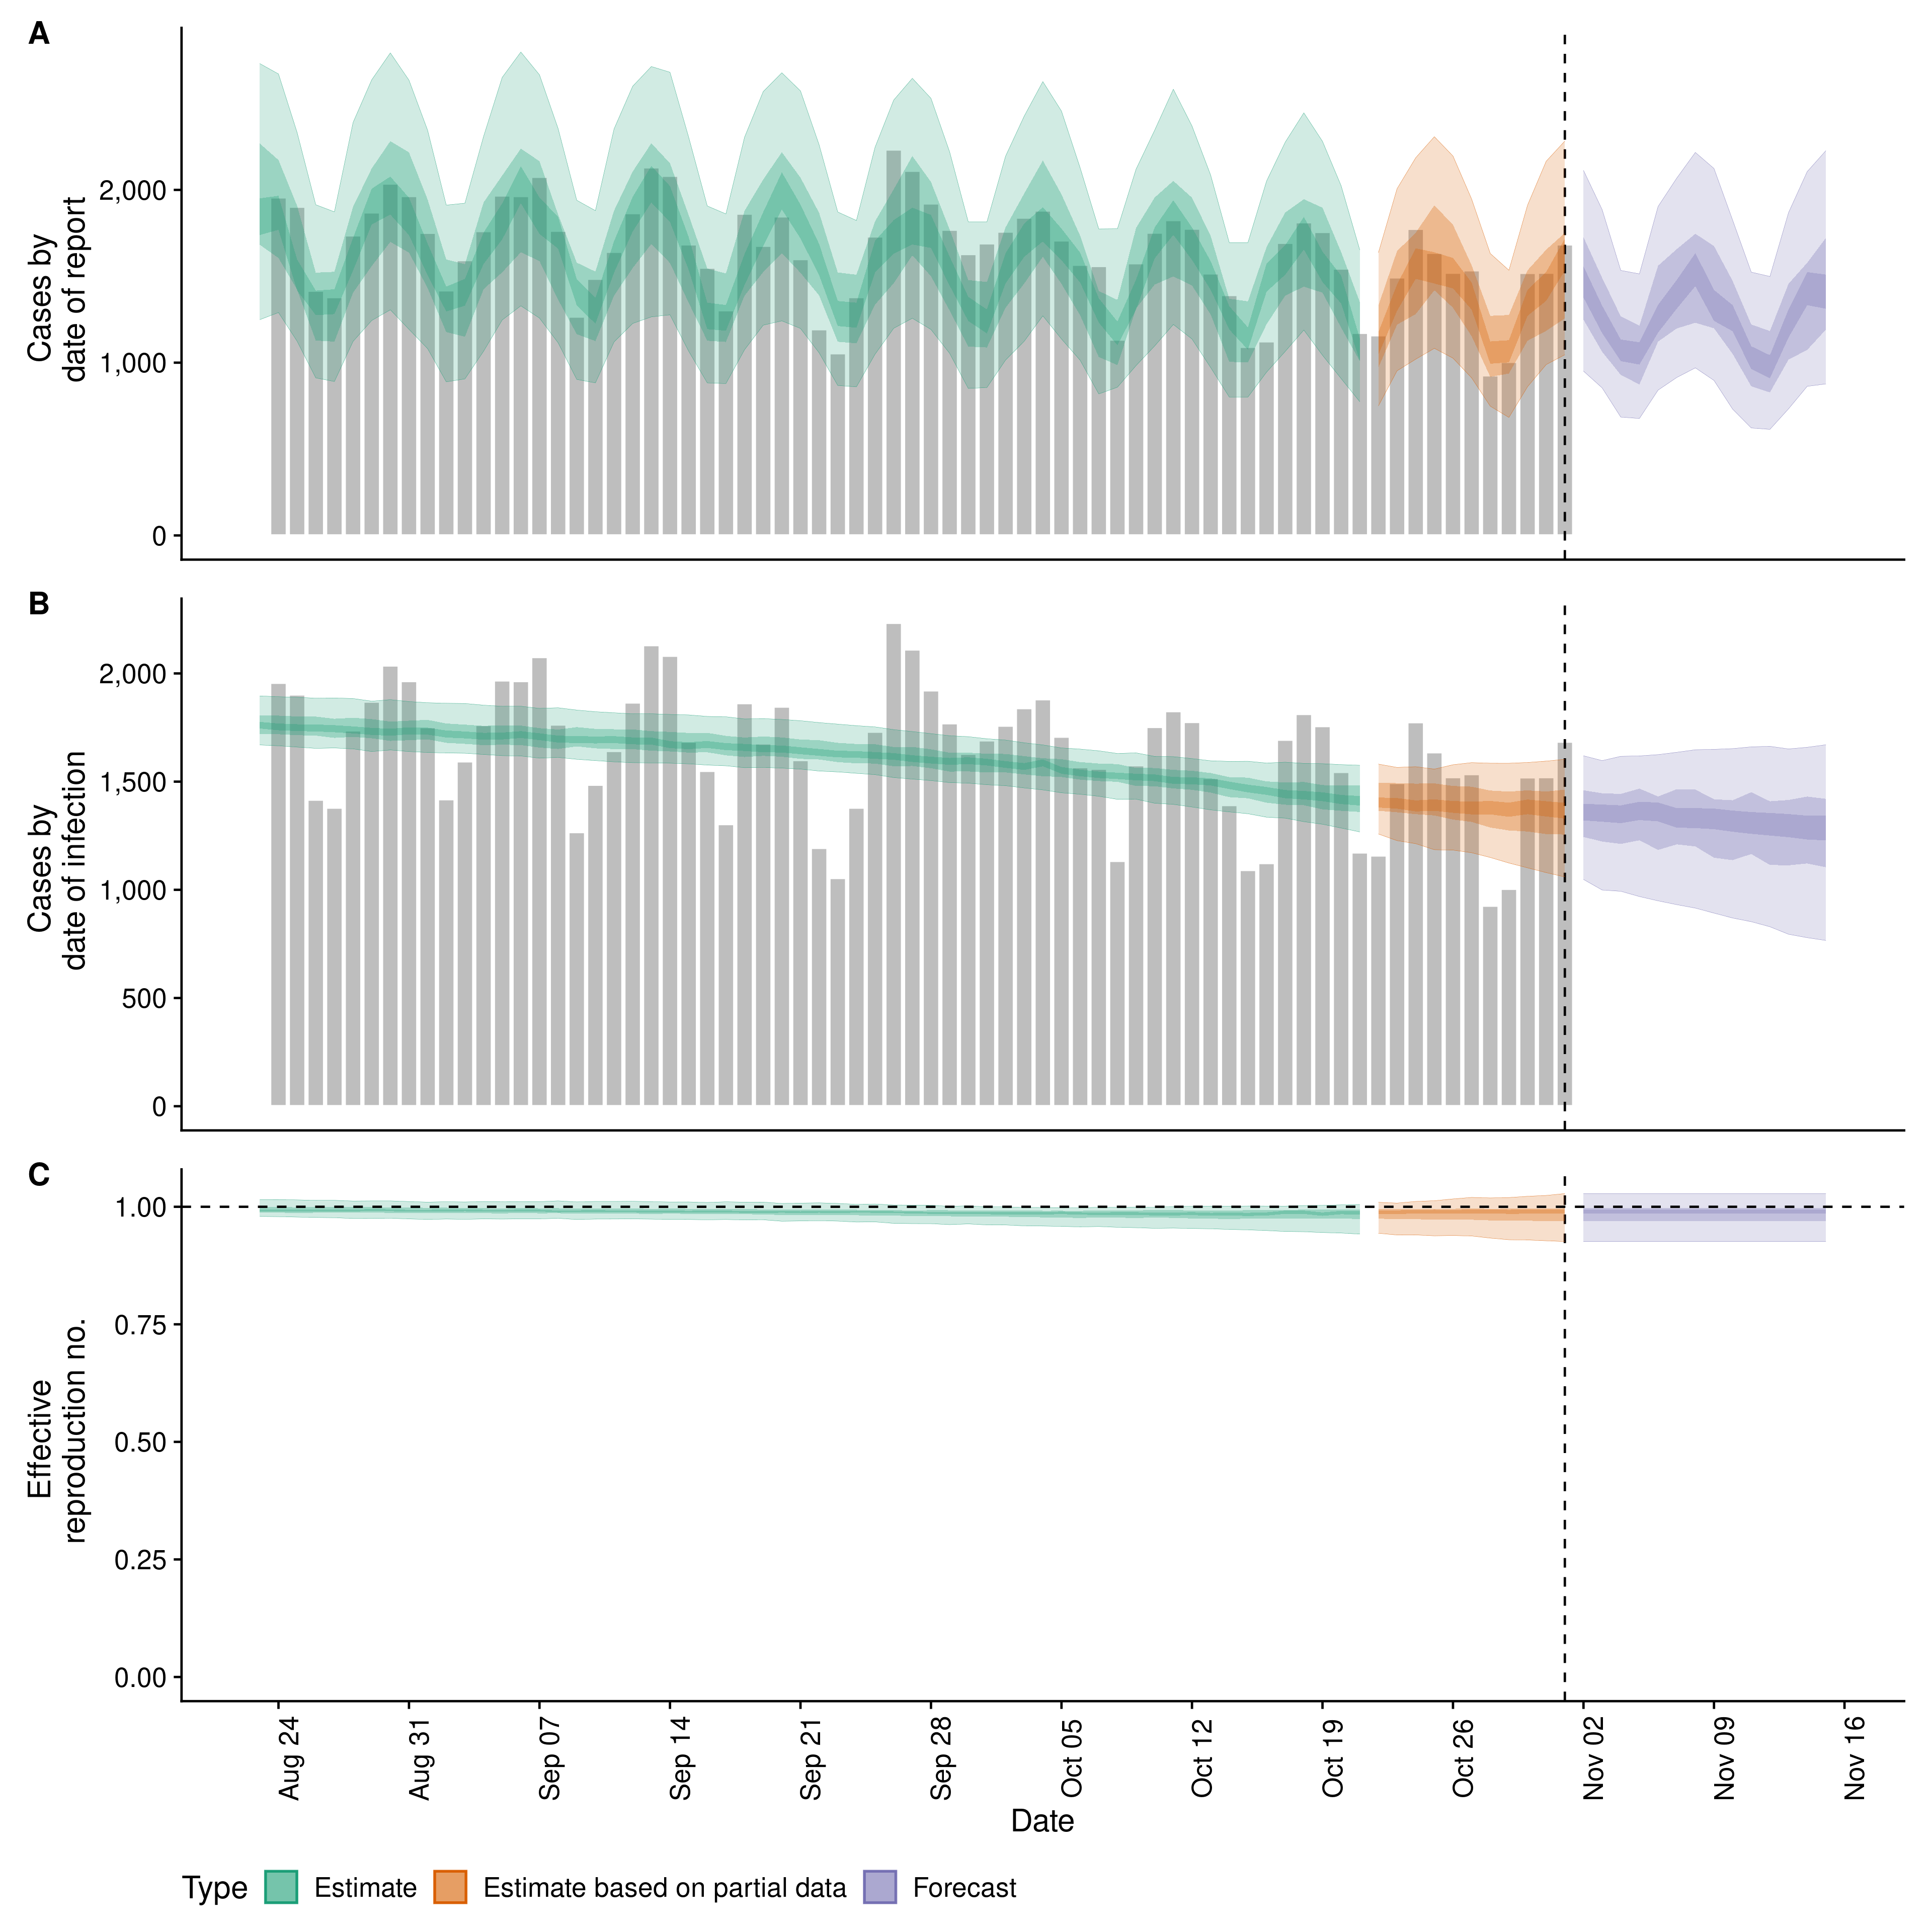 A
Cases by
date of report
2,000
1,000
0
B
Cases by
date of infection
2,000
1,500
1,000
500
0
C
Effective
reproduction no.
1.00
0.75
0.50
0.25
0.00
Aug 24
Aug 31
Sep 07
Sep 14
Sep 21
Sep 28
Oct 05
Oct 12
Oct 19
Oct 26
Nov 02
Nov 09
Nov 16
Date
Type
Estimate
Estimate based on partial data
Forecast